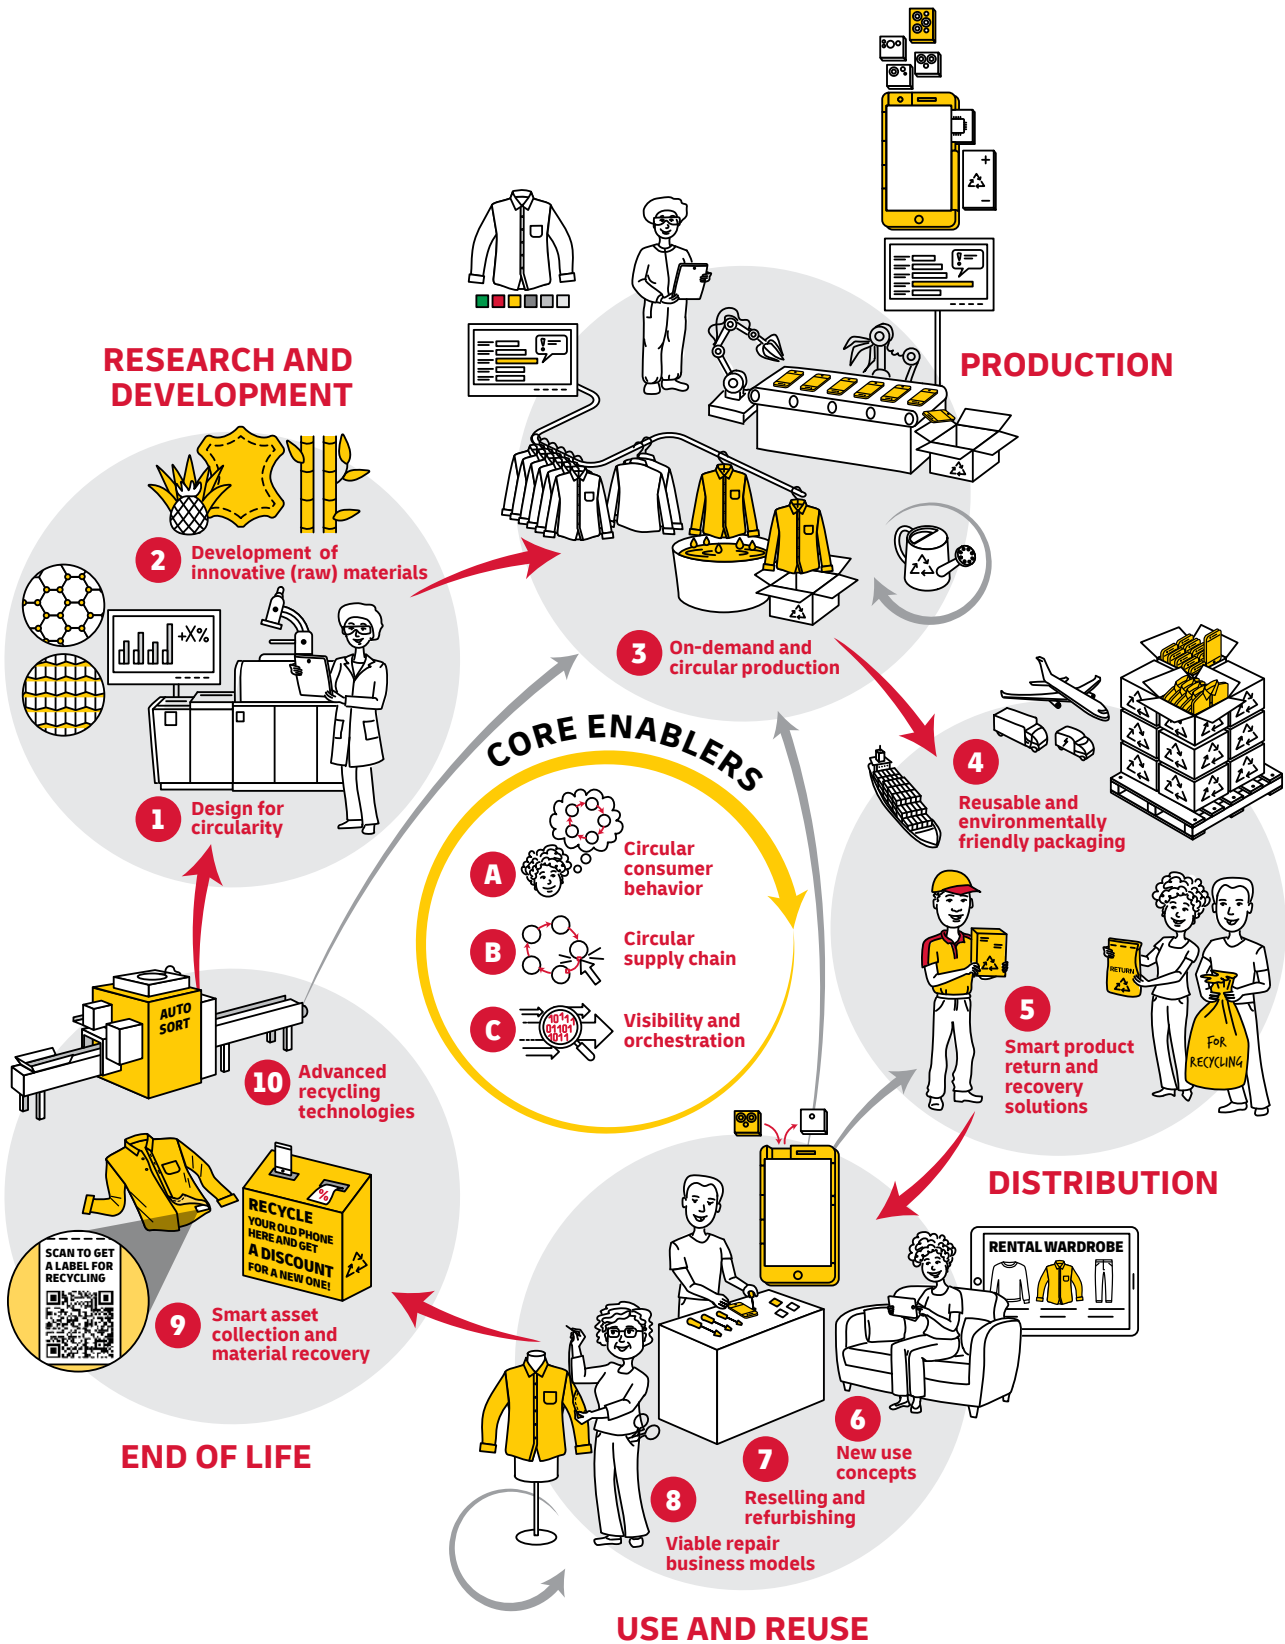 RESEARCH AND
DEVELOPMENT
2
Development of
innovative (raw) materials
+X%
1
Design for
circularity
PRODUCTION
3
On-demand and
circular production
4
Reusable and
environmentally
friendly packaging
RETURN
FOR
RECYCLING
5
Smart product
return and
recovery
solutions
DISTRIBUTION
CORE ENABLERS
A
Circular
consumer
behavior
B
Circular
supply chain
C
10111
01101
1011
Visibility and
orchestration
RENTAL WARDROBE
6
New use
concepts
7
Reselling and
refurbishing
8
Viable repair
business models
USE AND REUSE
AUTO
SORT
10
Advanced
recycling
technologies
%
RECYCLE
YOUR OLD PHONE
HERE AND GET
A DISCOUNT
FOR A NEW ONE!
SCAN TO GET
A LABEL FOR
RECYCLING
9
Smart asset
collection and
material recovery
END OF LIFE